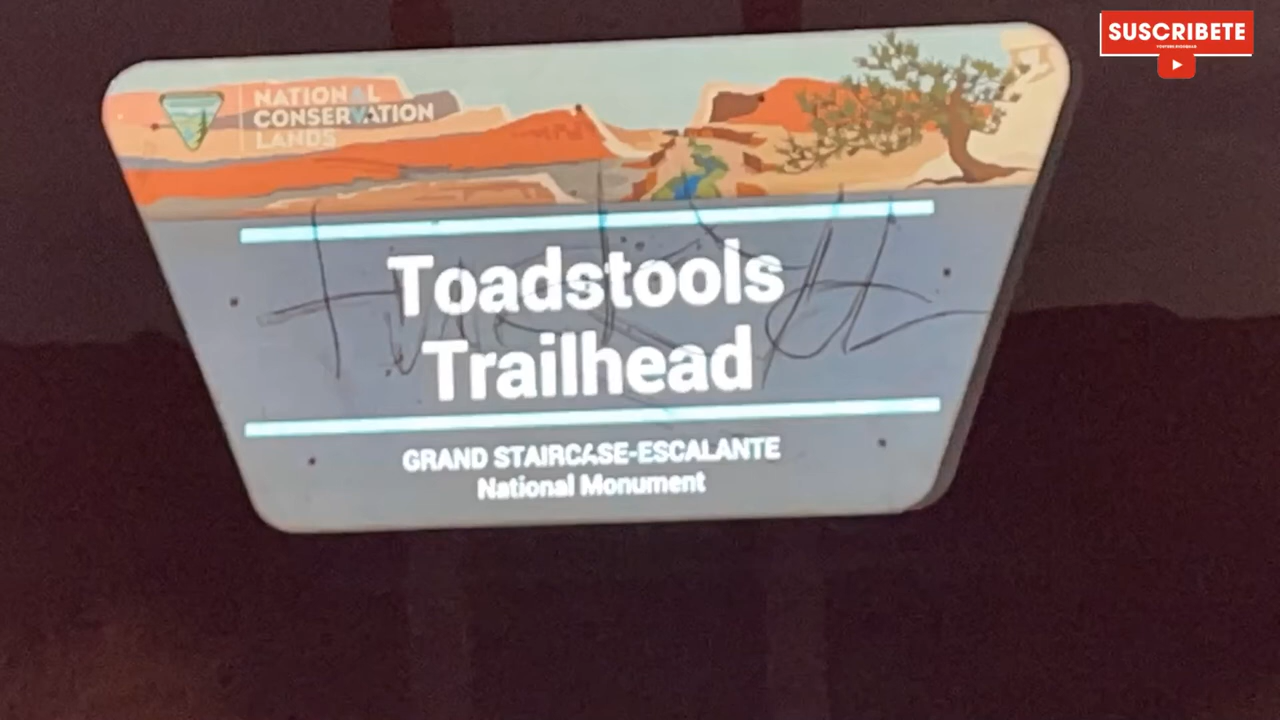 SUSCRIBETE
NATIONAL
CONSERVATION
LANDS
Toadstools
Trailhead
GRAND STAIRCASE-ESCALANTE
National Monument